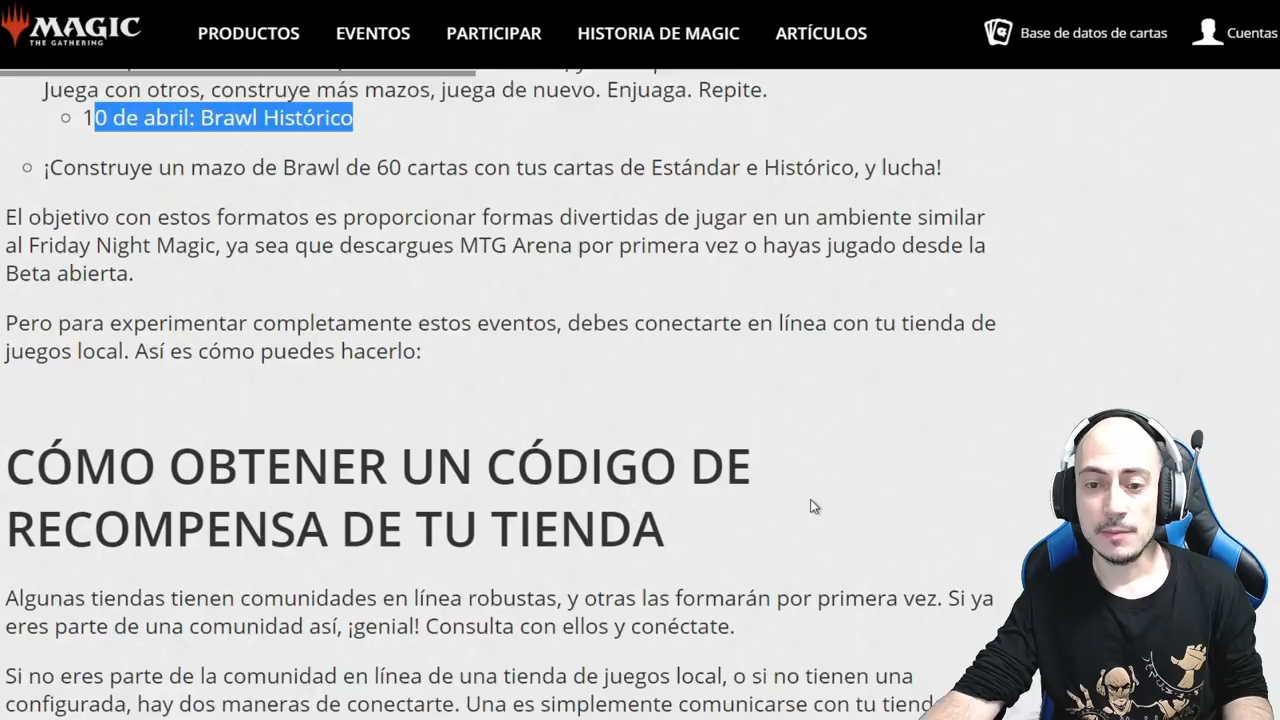 MAGIC
THE GATHERING
PRODUCTOS
EVENTOS
PARTICIPAR
HISTORIA DE MAGIC
ARTÍCULOS
Base de datos de cartas
Cuentas
Juega con otros, construye más mazos, juega de nuevo. Enjuaga. Repite.
10 de abril: Brawl Histórico
¡Construye un mazo de Brawl de 60 cartas con tus cartas de Estándar e Histórico, y lucha!
El objetivo con estos formatos es proporcionar formas divertidas de jugar en un ambiente similar
al Friday Night Magic, ya sea que descargues MTG Arena por primera vez o hayas jugado desde la
Beta abierta.
Pero para experimentar completamente estos eventos, debes conectarte en línea con tu tienda de
juegos local. Así es cómo puedes hacerlo:
CÓMO OBTENER UN CÓDIGO DE
RECOMPENSA DE TU TIENDA
Algunas tiendas tienen comunidades en línea robustas, y otras las formarán por primera vez. Si ya
eres parte de una comunidad así, ¡genial! Consulta con ellos y conéctate.
Si no eres parte de la comunidad en línea de una tienda de juegos local, o si no tienen una
configurada, hay dos maneras de conectarte. Una es simplemente comunicarse con tu